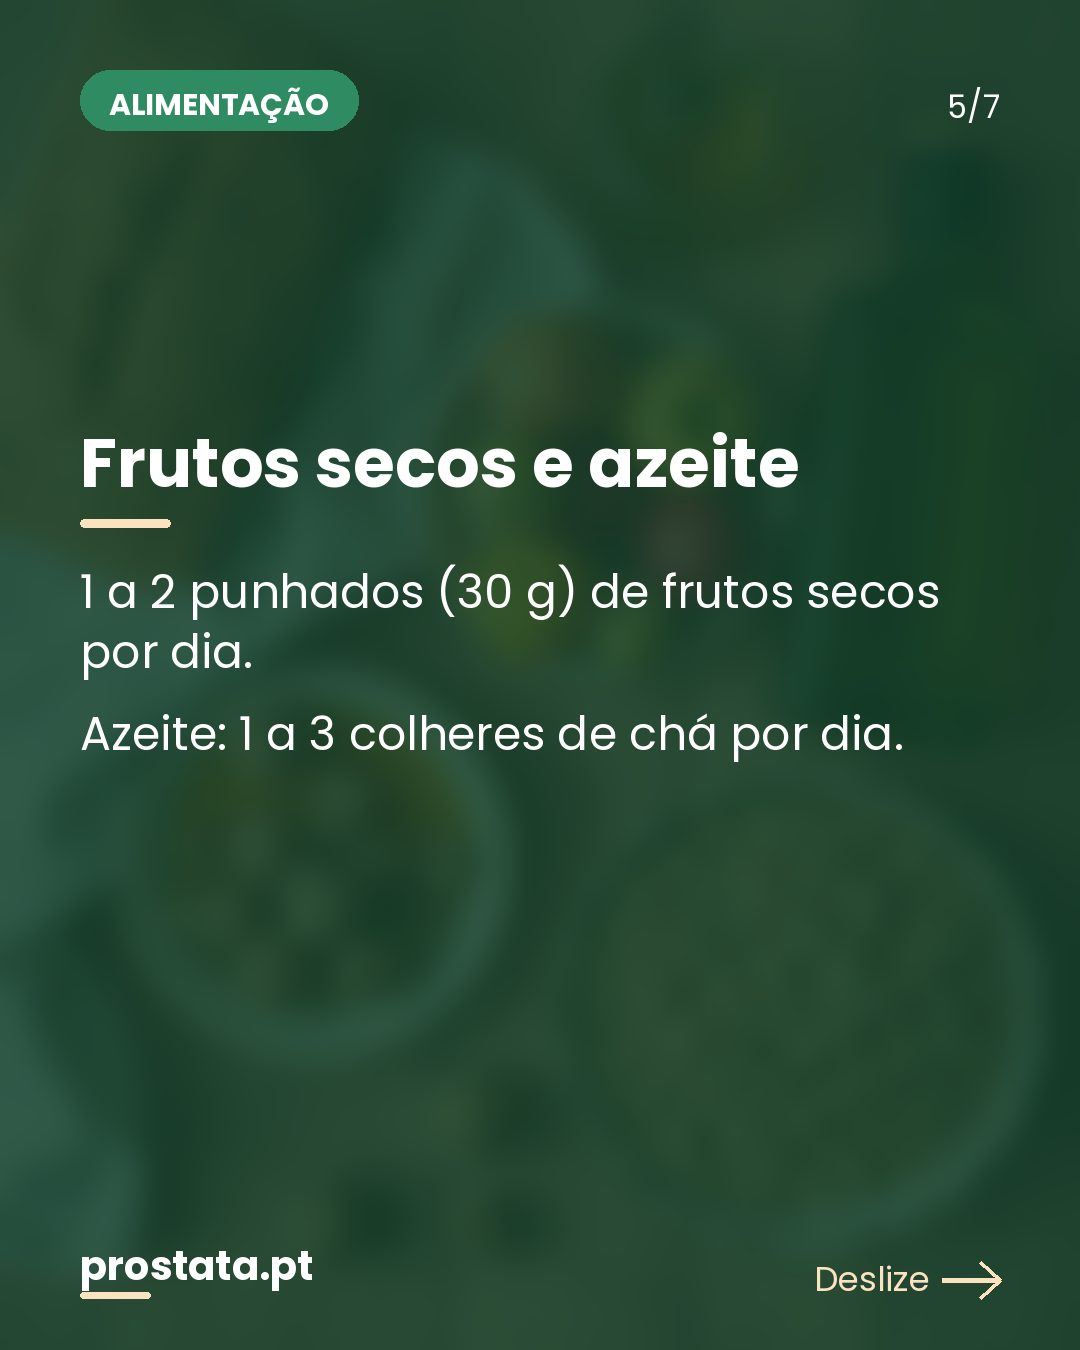 ALIMENTAÇÃO
5/7
Frutos secos e azeite
1 a 2 punhados (30 g) de frutos secos
por dia.
Azeite: 1 a 3 colheres de chá por dia.
prostata.pt
Deslize